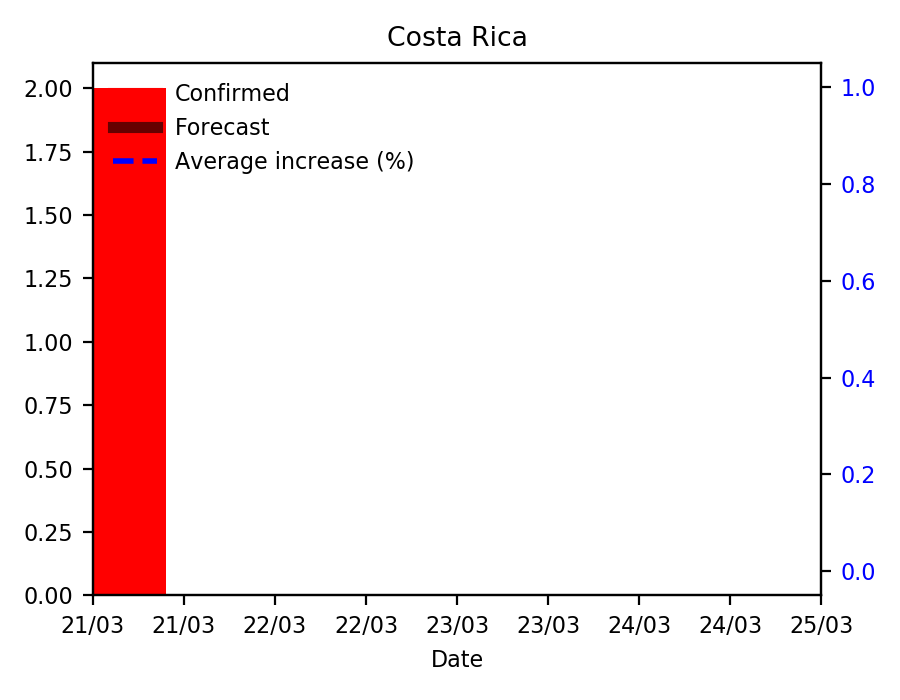 Costa Rica
2.00
1.75
1.50
1.25
1.00
0.75
0.50
0.25
0.00
Confirmed
Forecast
Average increase (%)
1.0
0.8
0.6
0.4
0.2
0.0
21/03 21/03 22/03 22/03 23/03 23/03 24/03 24/03 25/03
Date